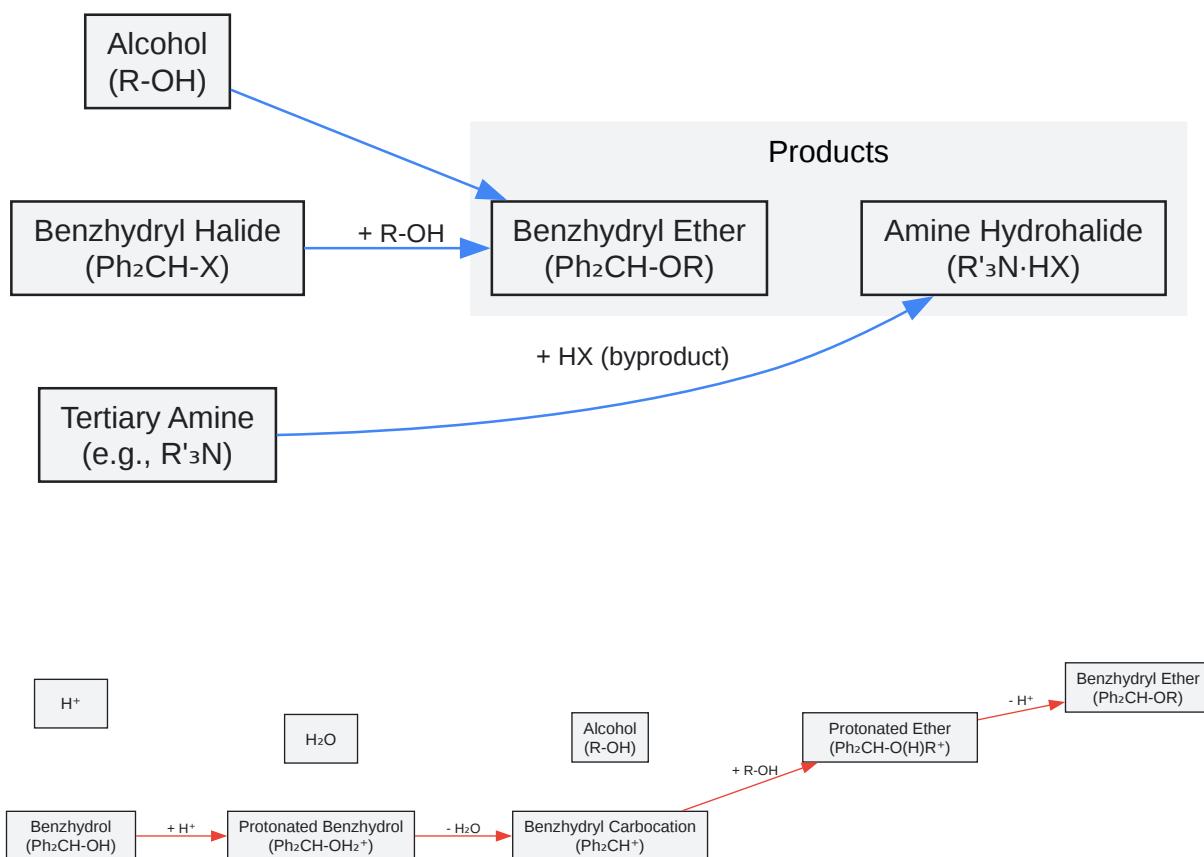 Alcohol
(R-OH)
Products
Benzhydryl Halide
(Ph₂CH-X)
+ R-OH
Benzhydryl Ether
(Ph₂CH-OR)
Amine Hydrohalide
(R'₃N·HX)
+ HX (byproduct)
Tertiary Amine
(e.g., R'₃N)
H⁺
H₂O
Alcohol
(R-OH)
Protonated Ether
(Ph₂CH-O(H)R⁺)
- H⁺
Benzhydryl Ether
(Ph₂CH-OR)
Benzhydrol
(Ph₂CH-OH)
+ H⁺
Protonated Benzhydrol
(Ph₂CH-OH₂⁺)
- H₂O
Benzhydryl Carbocation
(Ph₂CH⁺)
+ R-OH